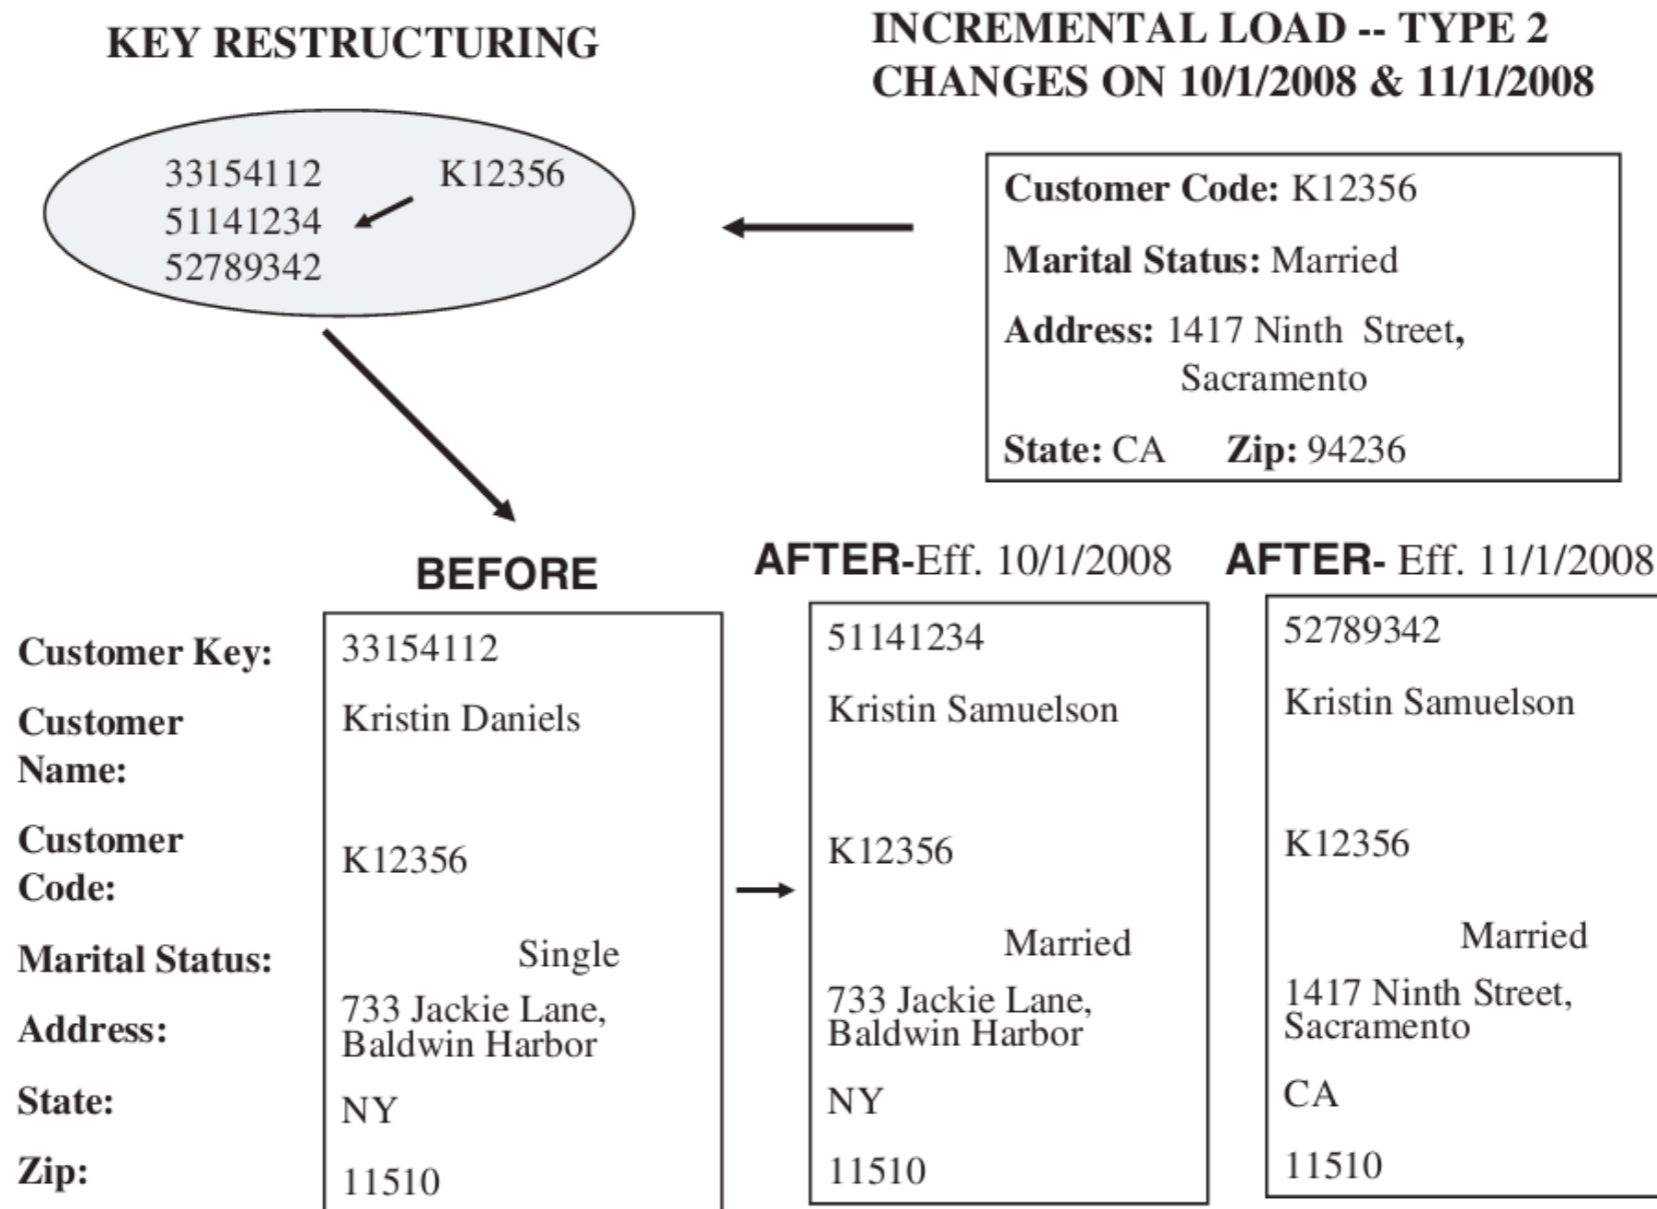 KEY RESTRUCTURING
INCREMENTAL LOAD -- TYPE 2
CHANGES ON 10/1/2008 & 11/1/2008
33154112 K12356
51141234
52789342
Customer Code: K12356
Marital Status: Married
Address: 1417 Ninth Street,
Sacramento
State: CA Zip: 94236
BEFORE
AFTER-Eff. 10/1/2008
AFTER- Eff. 11/1/2008
Customer Key:
Customer
Name:
Customer
Code:
Marital Status:
Address:
State:
Zip:
33154112
Kristin Daniels
K12356
Single
733 Jackie Lane,
Baldwin Harbor
NY
11510
51141234
Kristin Samuelson
K12356
Married
733 Jackie Lane,
Baldwin Harbor
NY
11510
52789342
Kristin Samuelson
K12356
Married
1417 Ninth Street,
Sacramento
CA
11510